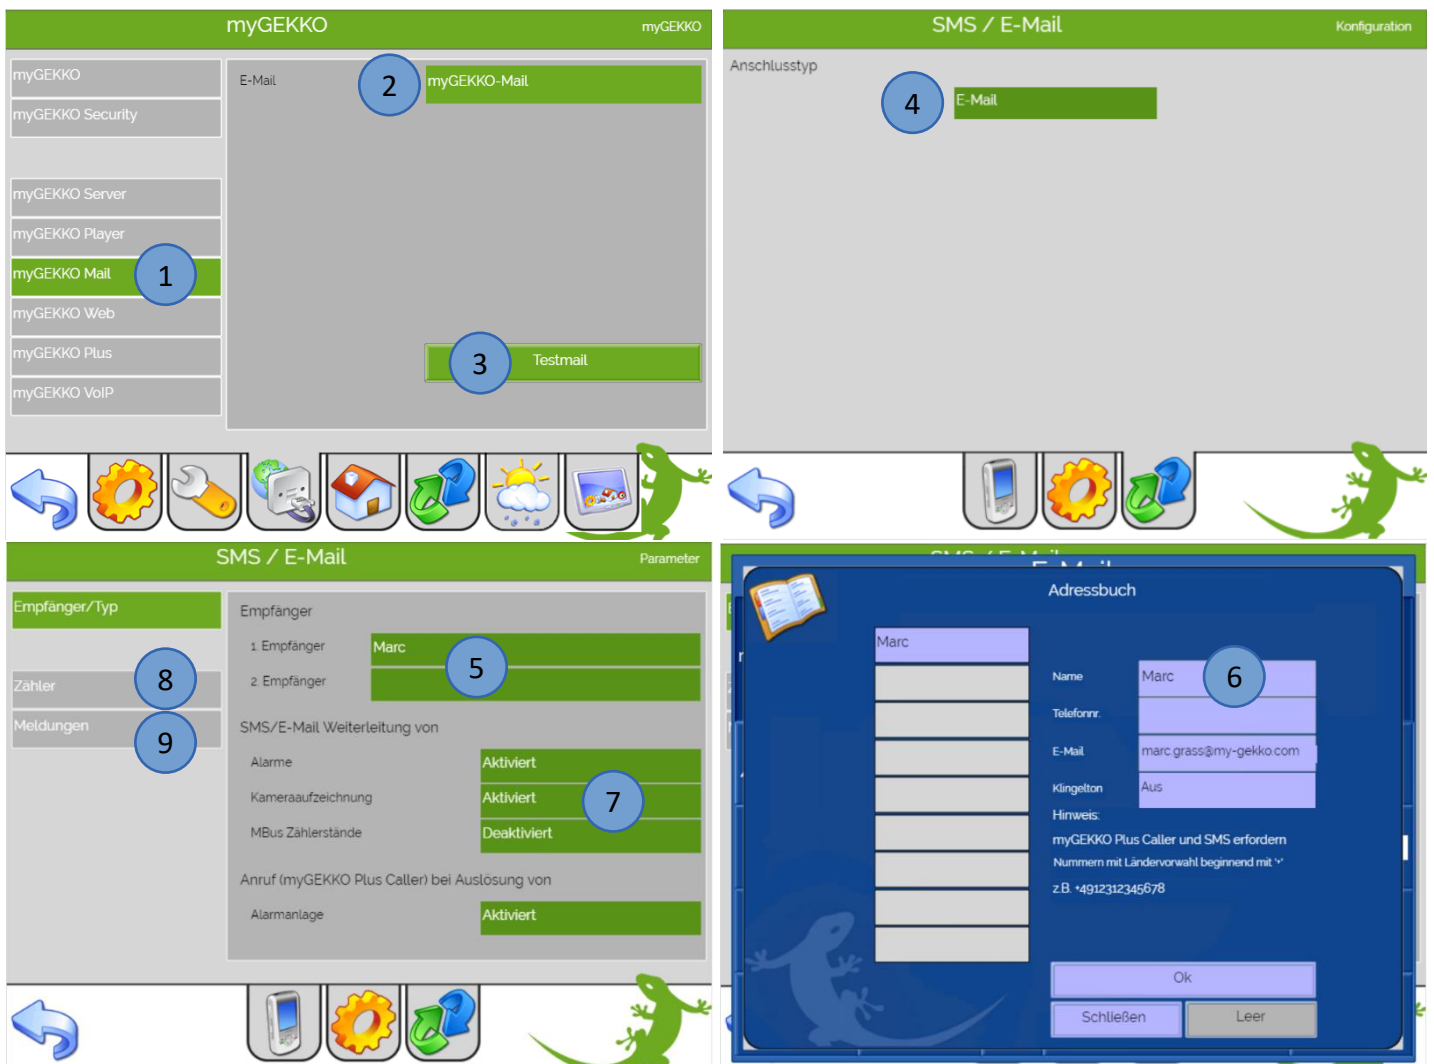 myGEKKO
myGEKKO
myGEKKO
myGEKKO Security
myGEKKO Server
myGEKKO Player
myGEKKO Mail
1
myGEKKO Web
myGEKKO Plus
myGEKKO VoIP
E-Mail
2
myGEKKO-Mail
3
Testmail
SMS / E-Mail
Konfiguration
Anschlusstyp
4
E-Mail
SMS / E-Mail
Parameter
Empfänger/Typ
Zähler
8
Meldungen
9
Empfänger
1. Empfänger
Marc
5
2. Empfänger
SMS/E-Mail Weiterleitung von
Alarme
Aktiviert
Kameraaufzeichnung
Aktiviert
7
MBus Zählerstände
Deaktiviert
Anruf (myGEKKO Plus Caller) bei Auslösung von
Alarmanlage
Aktiviert
Adressbuch
Marc
Name
Marc
6
Telefonnr.
E-Mail
marc.grass@my-gekko.com
Klingelton
Aus
Hinweis:
myGEKKO Plus Caller und SMS erfordern
Nummern mit Ländervorwahl beginnend mit '+'
z.B. +4912312345678
Ok
Schließen
Leer